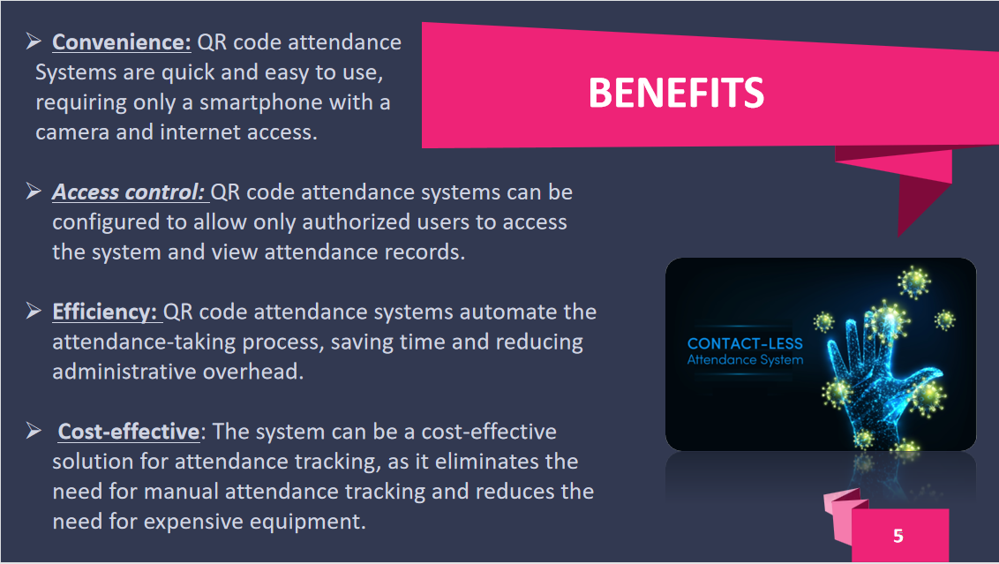 ➢ Convenience: QR code attendance
Systems are quick and easy to use,
requiring only a smartphone with a
camera and internet access.
BENEFITS
➢ Access control: QR code attendance systems can be
configured to allow only authorized users to access
the system and view attendance records.
➢ Efficiency: QR code attendance systems automate the
attendance-taking process, saving time and reducing
administrative overhead.
➢ Cost-effective: The system can be a cost-effective
solution for attendance tracking, as it eliminates the
need for manual attendance tracking and reduces the
need for expensive equipment.
CONTACT-LESS
Attendance System
5